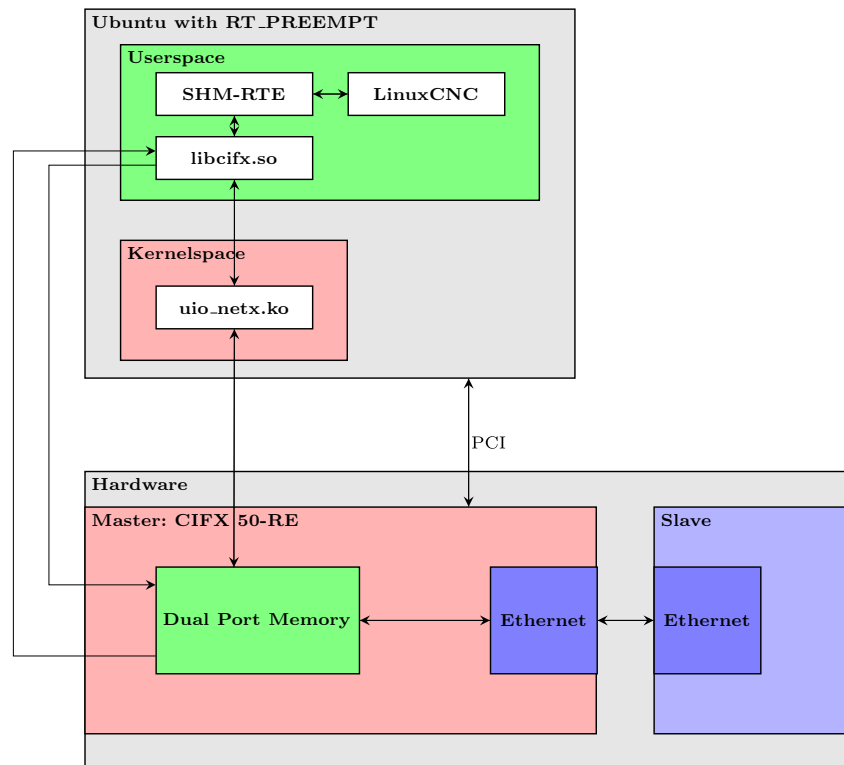 Ubuntu with RT_PREEMPT
Userspace
SHM-RTE
LinuxCNC
libcifx.so
Kernelspace
uio_netx.ko
PCI
Hardware
Master: CIFX 50-RE
Slave
Dual Port Memory
Ethernet
Ethernet